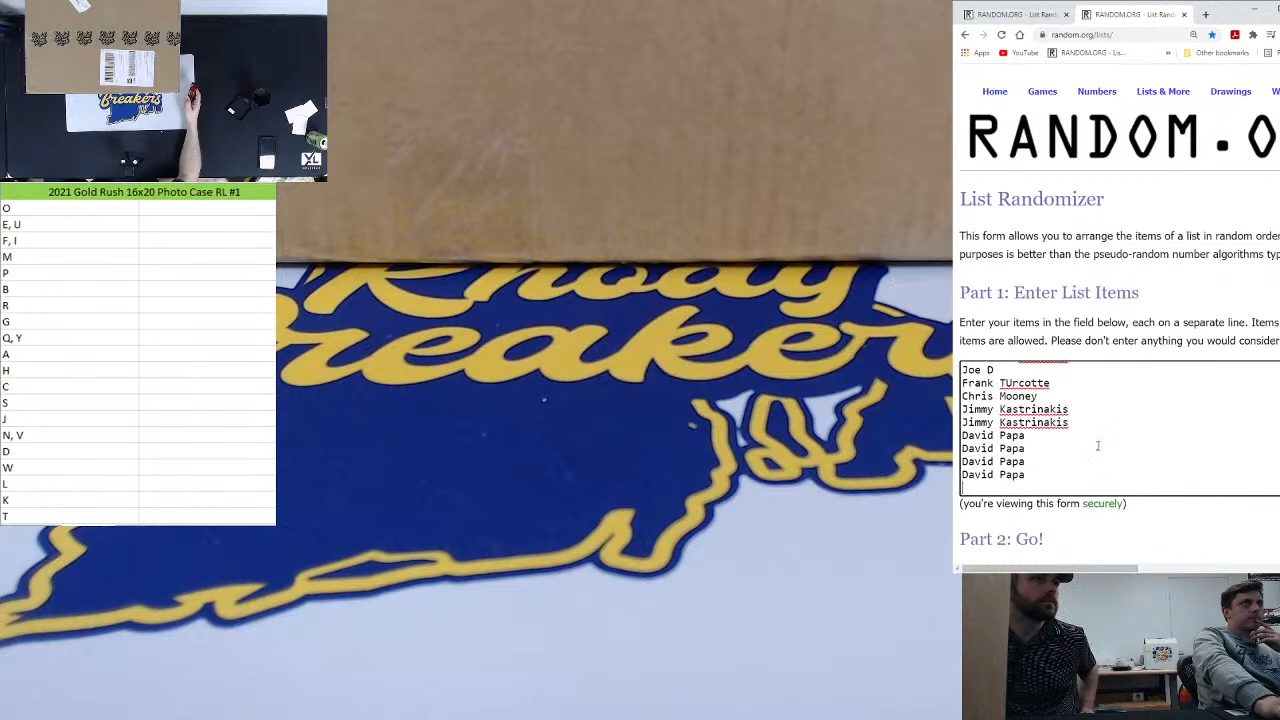 Breakers
XL
2021 Gold Rush 16x20 Photo Case RL #1
O
E, U
F, I
M
P
B
R
G
Q, Y
A
H
C
S
J
N, V
D
W
L
K
T
Rhody
Breakers
RANDOM.ORG - List Ran
RANDOM.ORG - List Rand
random.org/lists/
Apps
YouTube
RANDOM.ORG - Lis...
Other bookmarks
Home
Games
Numbers
Lists & More
Drawings
W
RANDOM.O
List Randomizer
This form allows you to arrange the items of a list in random order
purposes is better than the pseudo-random number algorithms typ
Part 1: Enter List Items
Enter your items in the field below, each on a separate line. Items
items are allowed. Please don't enter anything you would consider
Joe D
Frank TUrcotte
Chris Mooney
Jimmy Kastrinakis
Jimmy Kastrinakis
David Papa
David Papa
David Papa
David Papa
(you're viewing this form securely)
Part 2: Go!